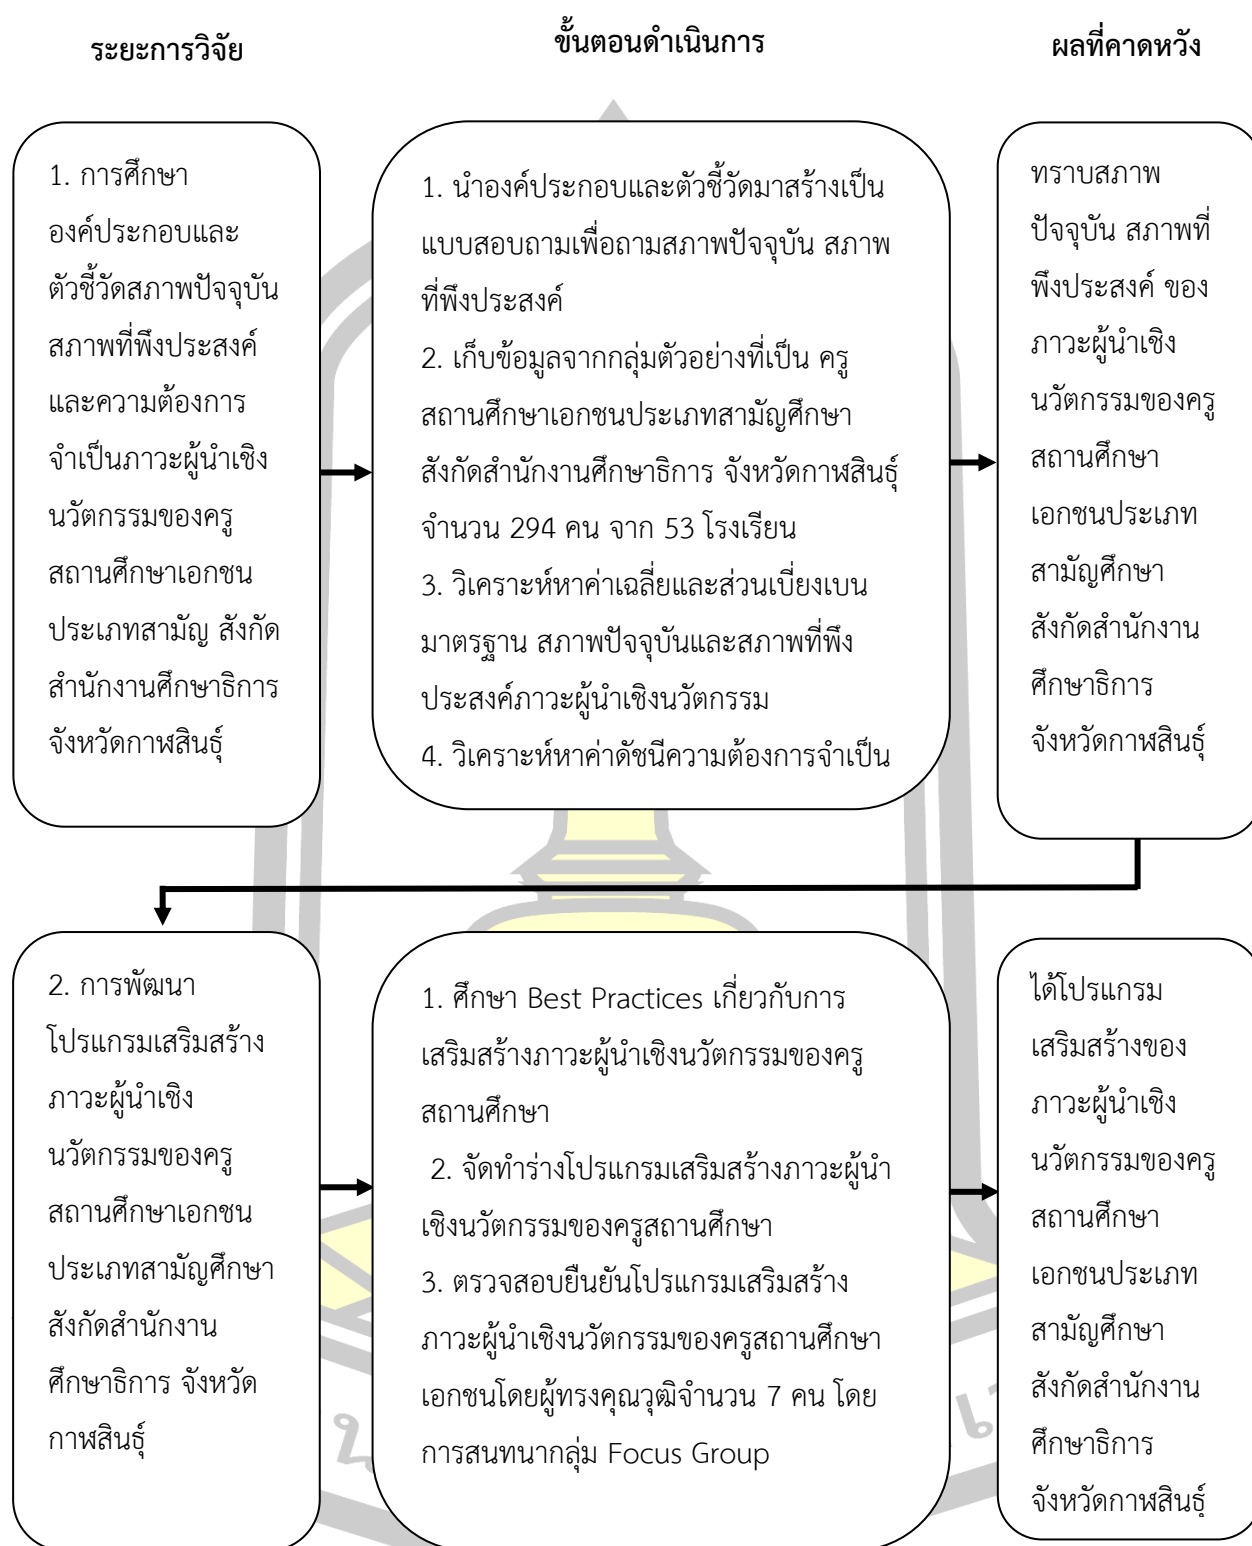 ระยะการวิจัย
ขั้นตอนดำเนินการ
ผลที่คาดหวัง
1. การศึกษา
องค์ประกอบและ
ตัวชี้วัดสภาพปัจจุบัน
สภาพที่พึงประสงค์
และความต้องการ
จำเป็นภาวะผู้นำเชิง
นวัตกรรมของครู
สถานศึกษาเอกชน
ประเภทสามัญ สังกัด
สำนักงานศึกษาธิการ
จังหวัดกาฬสินธุ์
1. นำองค์ประกอบและตัวชี้วัดมาสร้างเป็น
แบบสอบถามเพื่อถามสภาพปัจจุบัน สภาพ
ที่พึงประสงค์
2. เก็บข้อมูลจากกลุ่มตัวอย่างที่เป็น ครู
สถานศึกษาเอกชนประเภทสามัญศึกษา
สังกัดสำนักงานศึกษาธิการ จังหวัดกาฬสินธุ์
จำนวน 294 คน จาก 53 โรงเรียน
3. วิเคราะห์หาค่าเฉลี่ยและส่วนเบี่ยงเบน
มาตรฐาน สภาพปัจจุบันและสภาพที่พึง
ประสงค์ภาวะผู้นำเชิงนวัตกรรม
4. วิเคราะห์หาค่าดัชนีความต้องการจำเป็น
ทราบสภาพ
ปัจจุบัน สภาพที่
พึงประสงค์ ของ
ภาวะผู้นำเชิง
นวัตกรรมของครู
สถานศึกษา
เอกชนประเภท
สามัญศึกษา
สังกัดสำนักงาน
ศึกษาธิการ
จังหวัดกาฬสินธุ์
2. การพัฒนา
โปรแกรมเสริมสร้าง
ภาวะผู้นำเชิง
นวัตกรรมของครู
สถานศึกษาเอกชน
ประเภทสามัญศึกษา
สังกัดสำนักงาน
ศึกษาธิการ จังหวัด
กาฬสินธุ์
1. ศึกษา Best Practices เกี่ยวกับการ
เสริมสร้างภาวะผู้นำเชิงนวัตกรรมของครู
สถานศึกษา
2. จัดทำร่างโปรแกรมเสริมสร้างภาวะผู้นำ
เชิงนวัตกรรมของครูสถานศึกษา
3. ตรวจสอบยืนยันโปรแกรมเสริมสร้าง
ภาวะผู้นำเชิงนวัตกรรมของครูสถานศึกษา
เอกชนโดยผู้ทรงคุณวุฒิจำนวน 7 คน โดย
การสนทนากลุ่ม Focus Group
ได้โปรแกรม
เสริมสร้างของ
ภาวะผู้นำเชิง
นวัตกรรมของครู
สถานศึกษา
เอกชนประเภท
สามัญศึกษา
สังกัดสำนักงาน
ศึกษาธิการ
จังหวัดกาฬสินธุ์